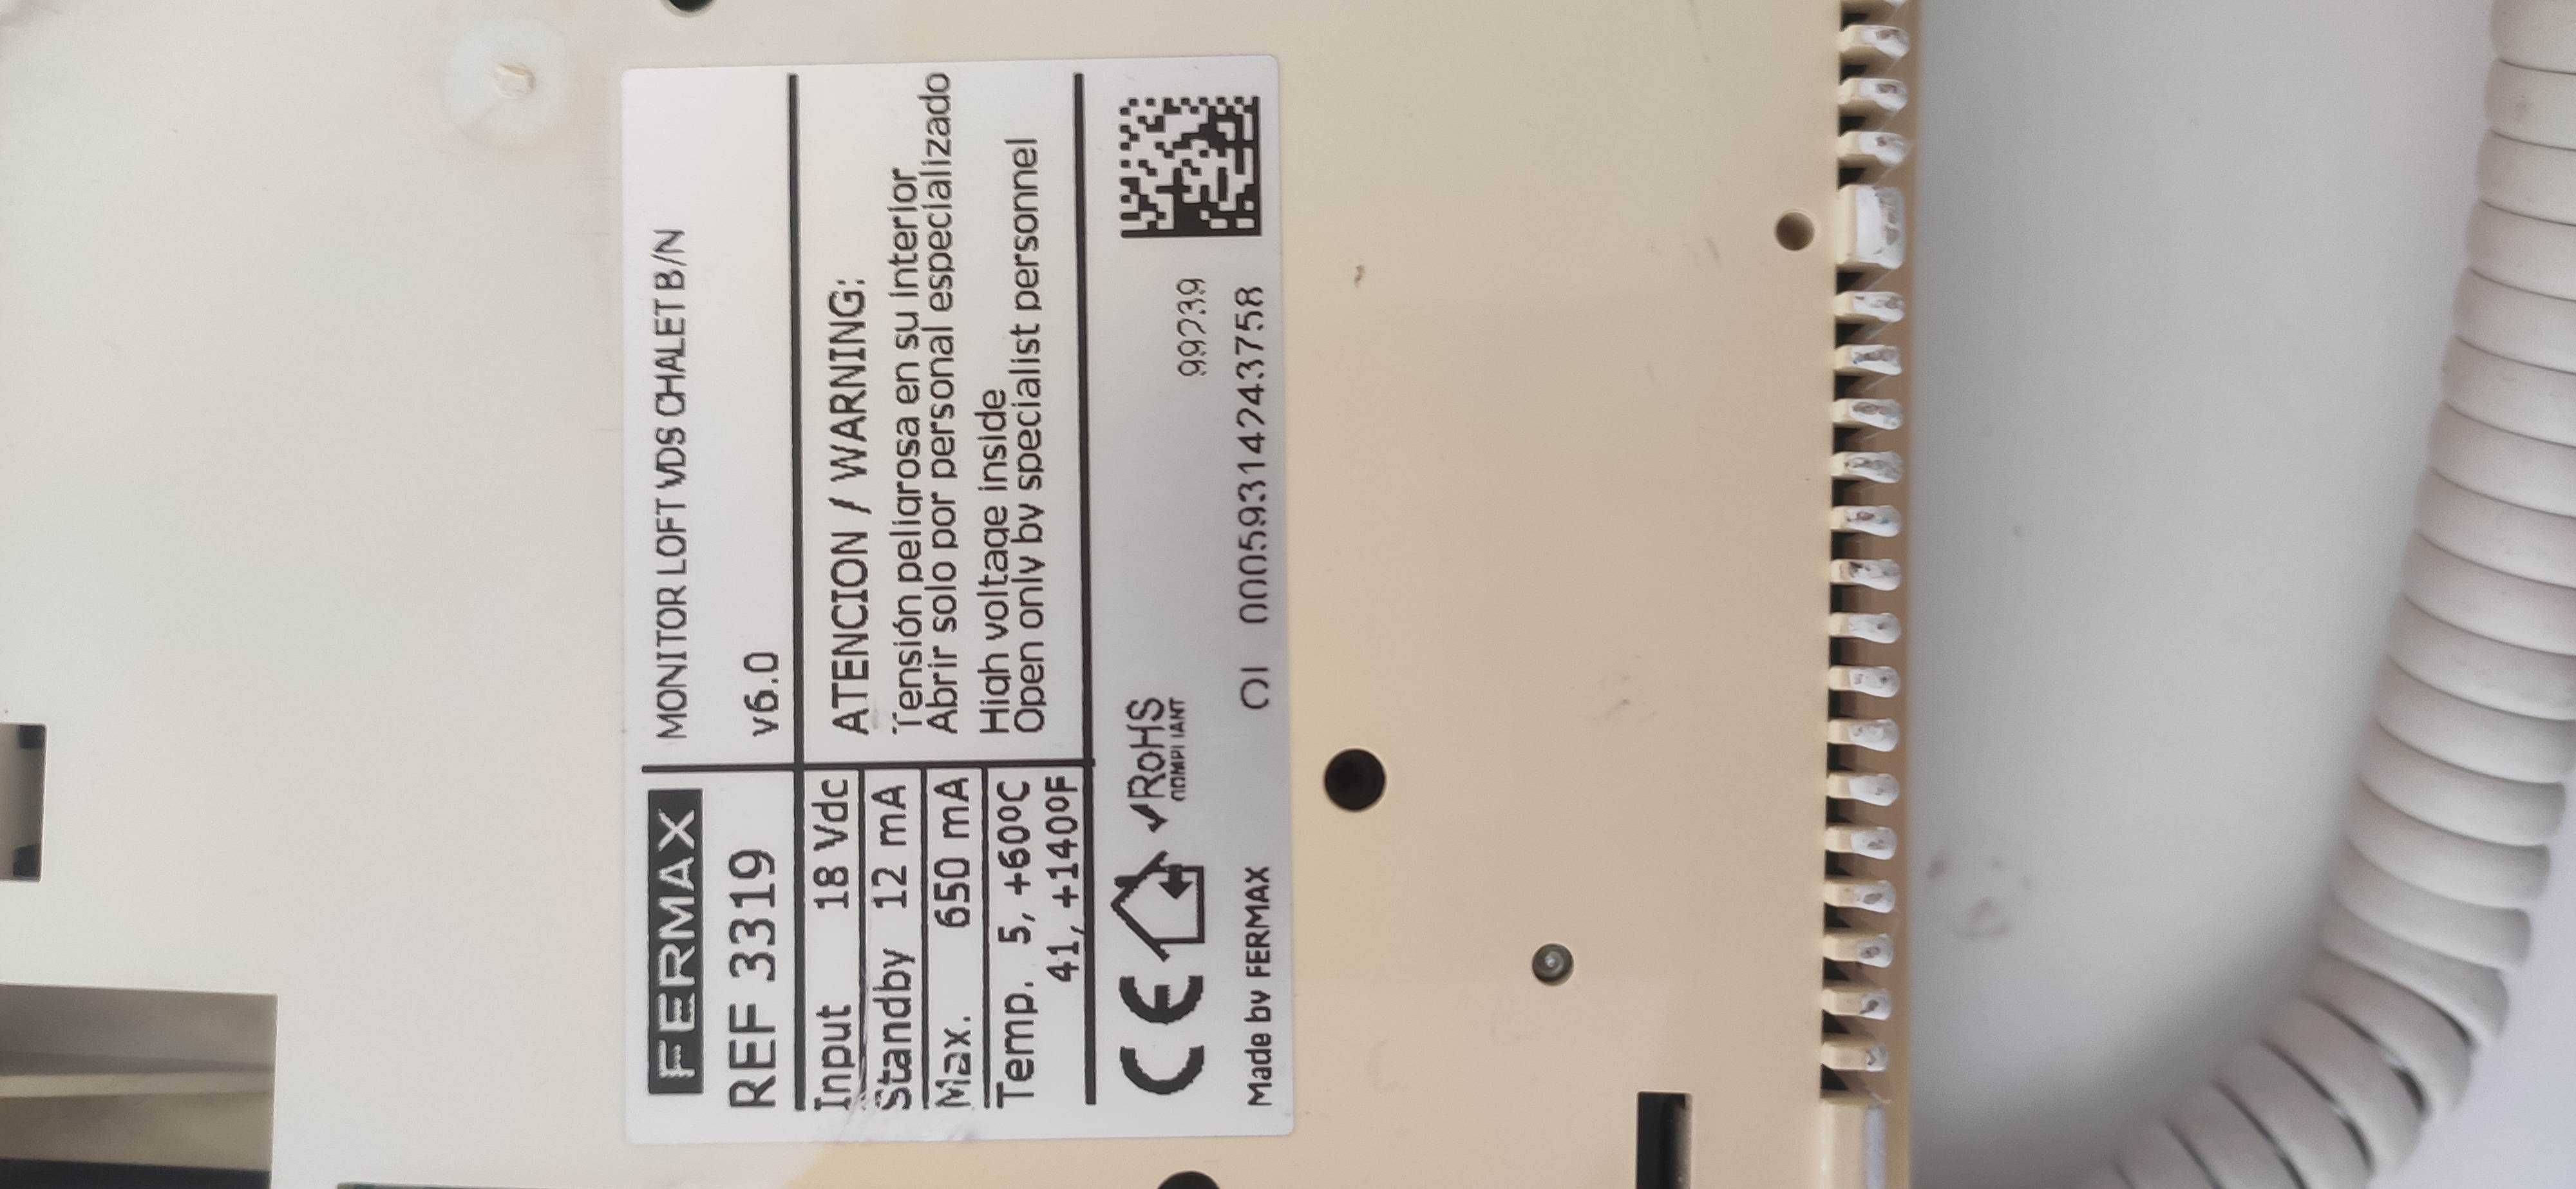 FERMAX
REF 3319
MONITOR LOFT VDS CHALET B/N
v6.0
Input 18 Vdc
Standby 12 mA
Max. 650 mA
Temp. 5, +60ºC
41, +140ºF
ATENCION / WARNING:
Tensión peligrosa en su interior
Abrir solo por personal especializado
High voltage inside
Open only by specialist personnel
CE
RoHS
COMPLIANT
99239
Made by FERMAX
OI 00059314243758